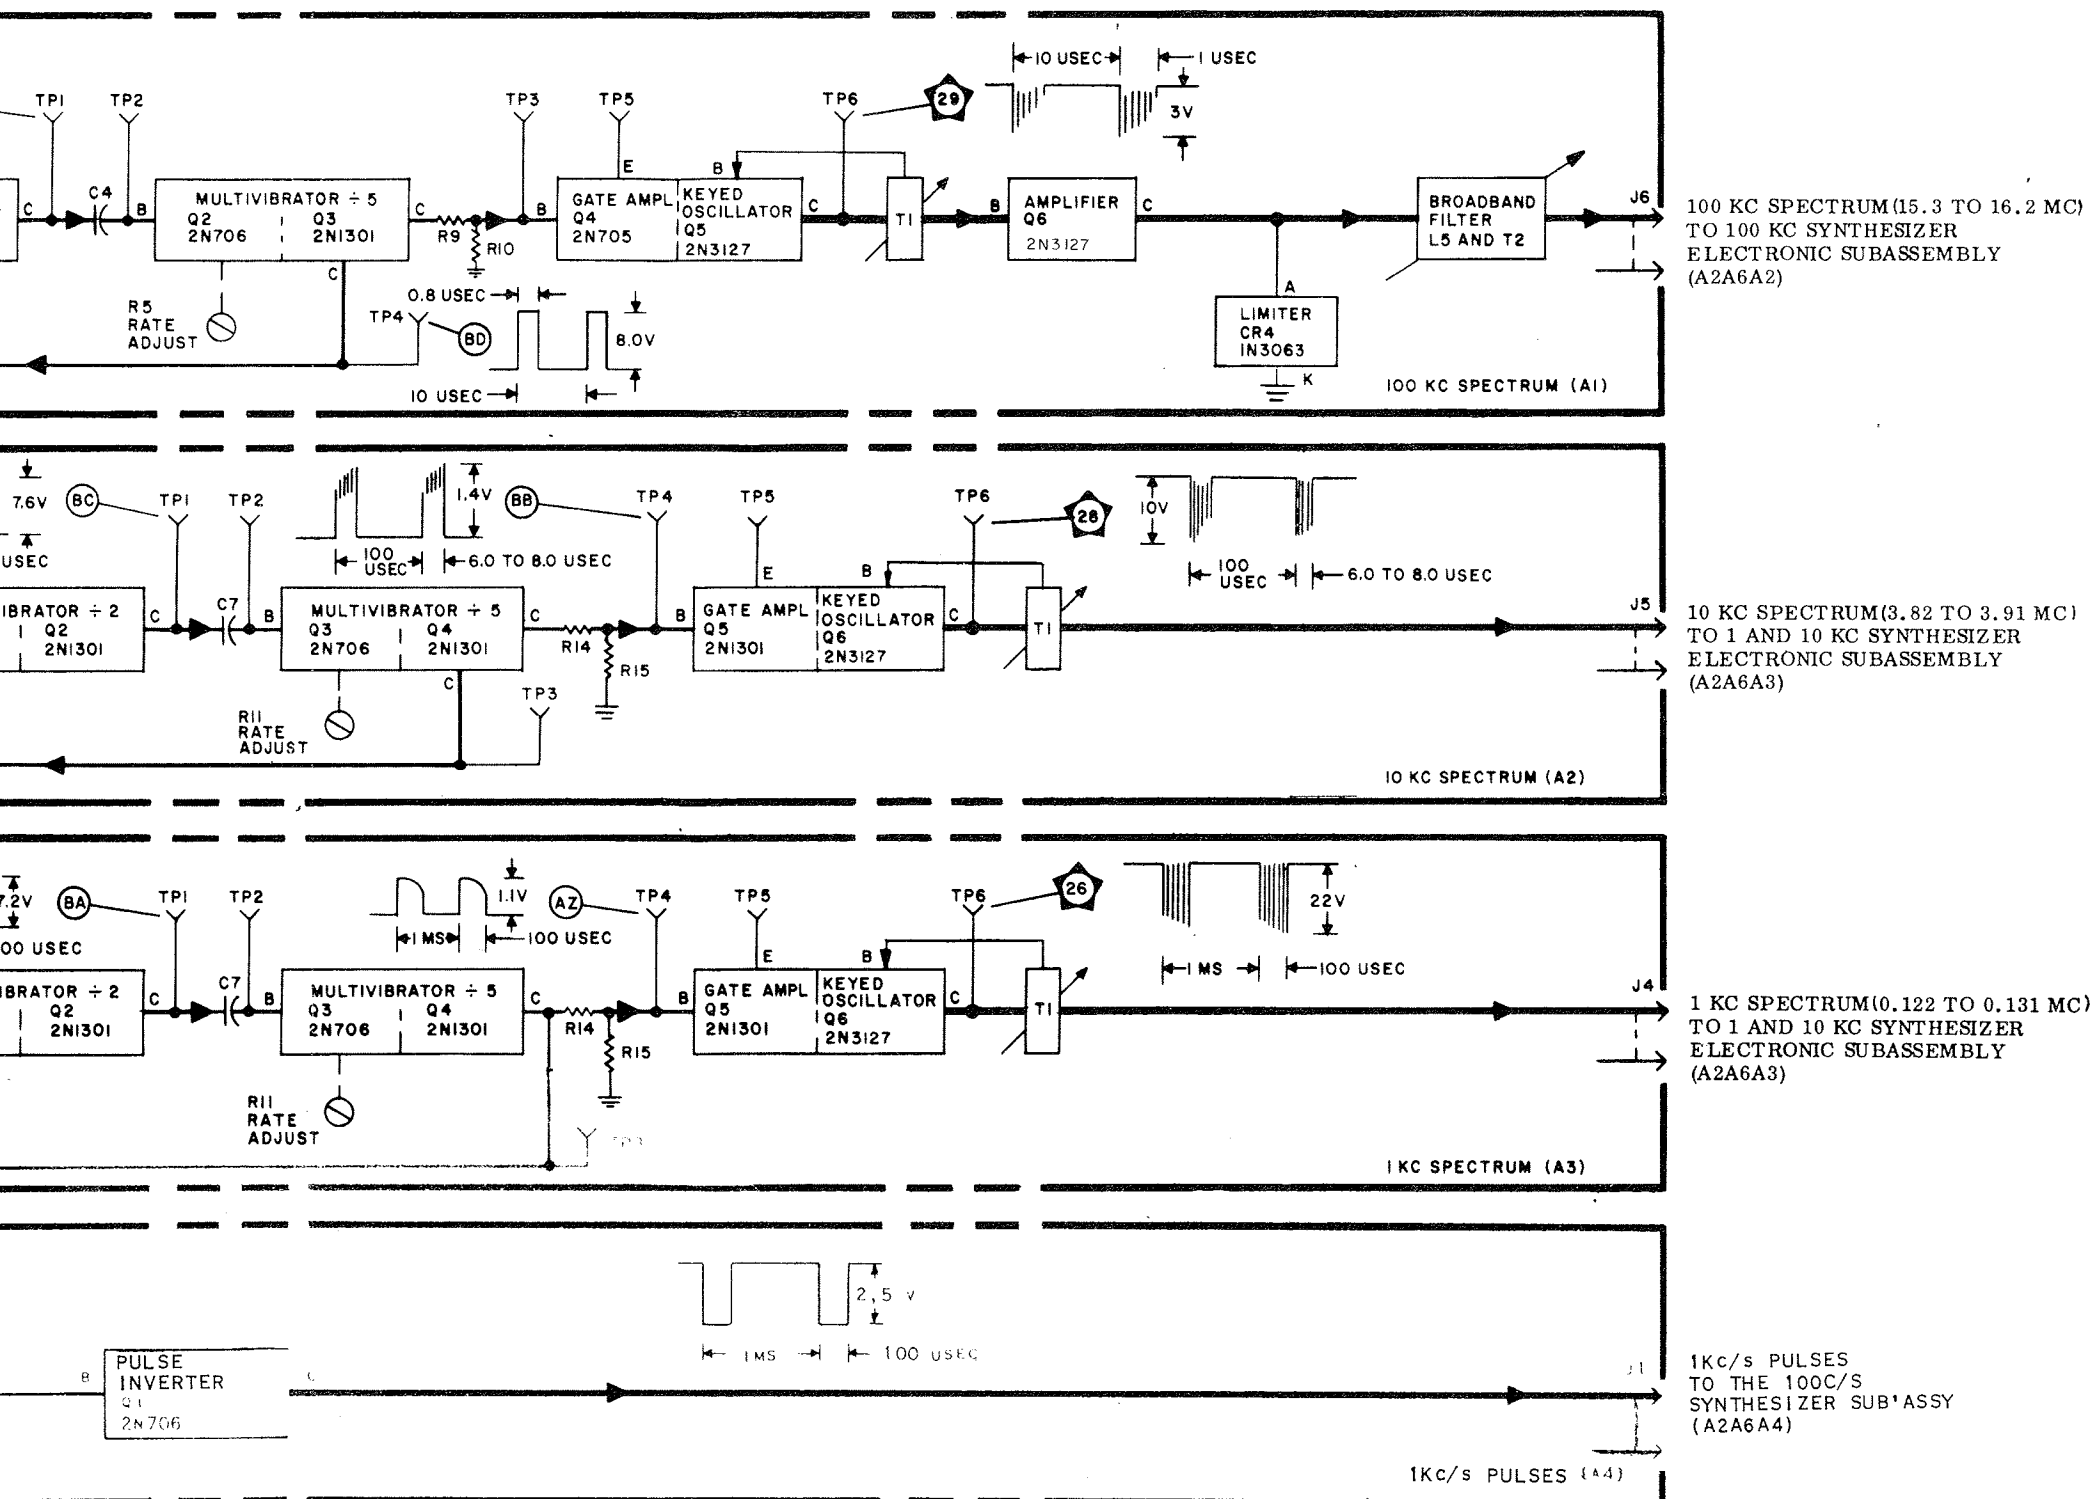 10 USEC
1 USEC
TP1
TP2
TP3
TP5
TP6
29
3V
C
C4
B
MULTIVIBRATOR ÷ 5
Q2
2N706
Q3
2N1301
C
R9
R10
B
E
GATE AMPL
Q4
2N705
B
KEYED
OSCILLATOR
Q5
2N3127
C
T1
B
AMPLIFIER
Q6
2N3127
C
BROADBAND
FILTER
L5 AND T2
J6
100 KC SPECTRUM (15.3 TO 16.2 MC)
TO 100 KC SYNTHESIZER
ELECTRONIC SUBASSEMBLY
(A2A6A2)
C
R5
RATE
ADJUST
0.8 USEC
TP4
BD
8.0V
10 USEC
A
LIMITER
CR4
IN3063
K
100 KC SPECTRUM (A1)
7.6V
USEC
BC
TP1
TP2
1.4V
100
USEC
6.0 TO 8.0 USEC
BB
TP4
TP5
TP6
28
10V
100
USEC
6.0 TO 8.0 USEC
IBRATOR ÷ 2
Q2
2N1301
C
C7
B
MULTIVIBRATOR ÷ 5
Q3
2N706
Q4
2N1301
C
R14
R15
B
E
GATE AMPL
Q5
2N1301
B
KEYED
OSCILLATOR
Q6
2N3127
C
T1
J5
10 KC SPECTRUM (3.82 TO 3.91 MC)
TO 1 AND 10 KC SYNTHESIZER
ELECTRONIC SUBASSEMBLY
(A2A6A3)
C
TP3
R11
RATE
ADJUST
10 KC SPECTRUM (A2)
7.2V
00 USEC
BA
TP1
TP2
1.1V
1 MS
100 USEC
AZ
TP4
TP5
TP6
26
22V
1 MS
100 USEC
IBRATOR ÷ 2
Q2
2N1301
C
C7
B
MULTIVIBRATOR ÷ 5
Q3
2N706
Q4
2N1301
C
R14
R15
B
E
GATE AMPL
Q5
2N1301
B
KEYED
OSCILLATOR
Q6
2N3127
C
T1
J4
1 KC SPECTRUM (0.122 TO 0.131 MC)
TO 1 AND 10 KC SYNTHESIZER
ELECTRONIC SUBASSEMBLY
(A2A6A3)
R11
RATE
ADJUST
TP3
1 KC SPECTRUM (A3)
2,5 V
1MS
100 USEC
B
PULSE
INVERTER
Q1
2N706
C
J1
1KC/S PULSES
TO THE 100C/S
SYNTHESIZER SUB'ASSY
(A2A6A4)
1KC/S PULSES (A4)